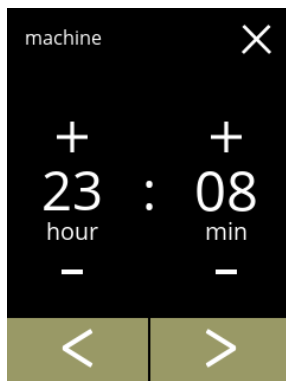 machine
+ +
23 : 08
hour min
- -
< >